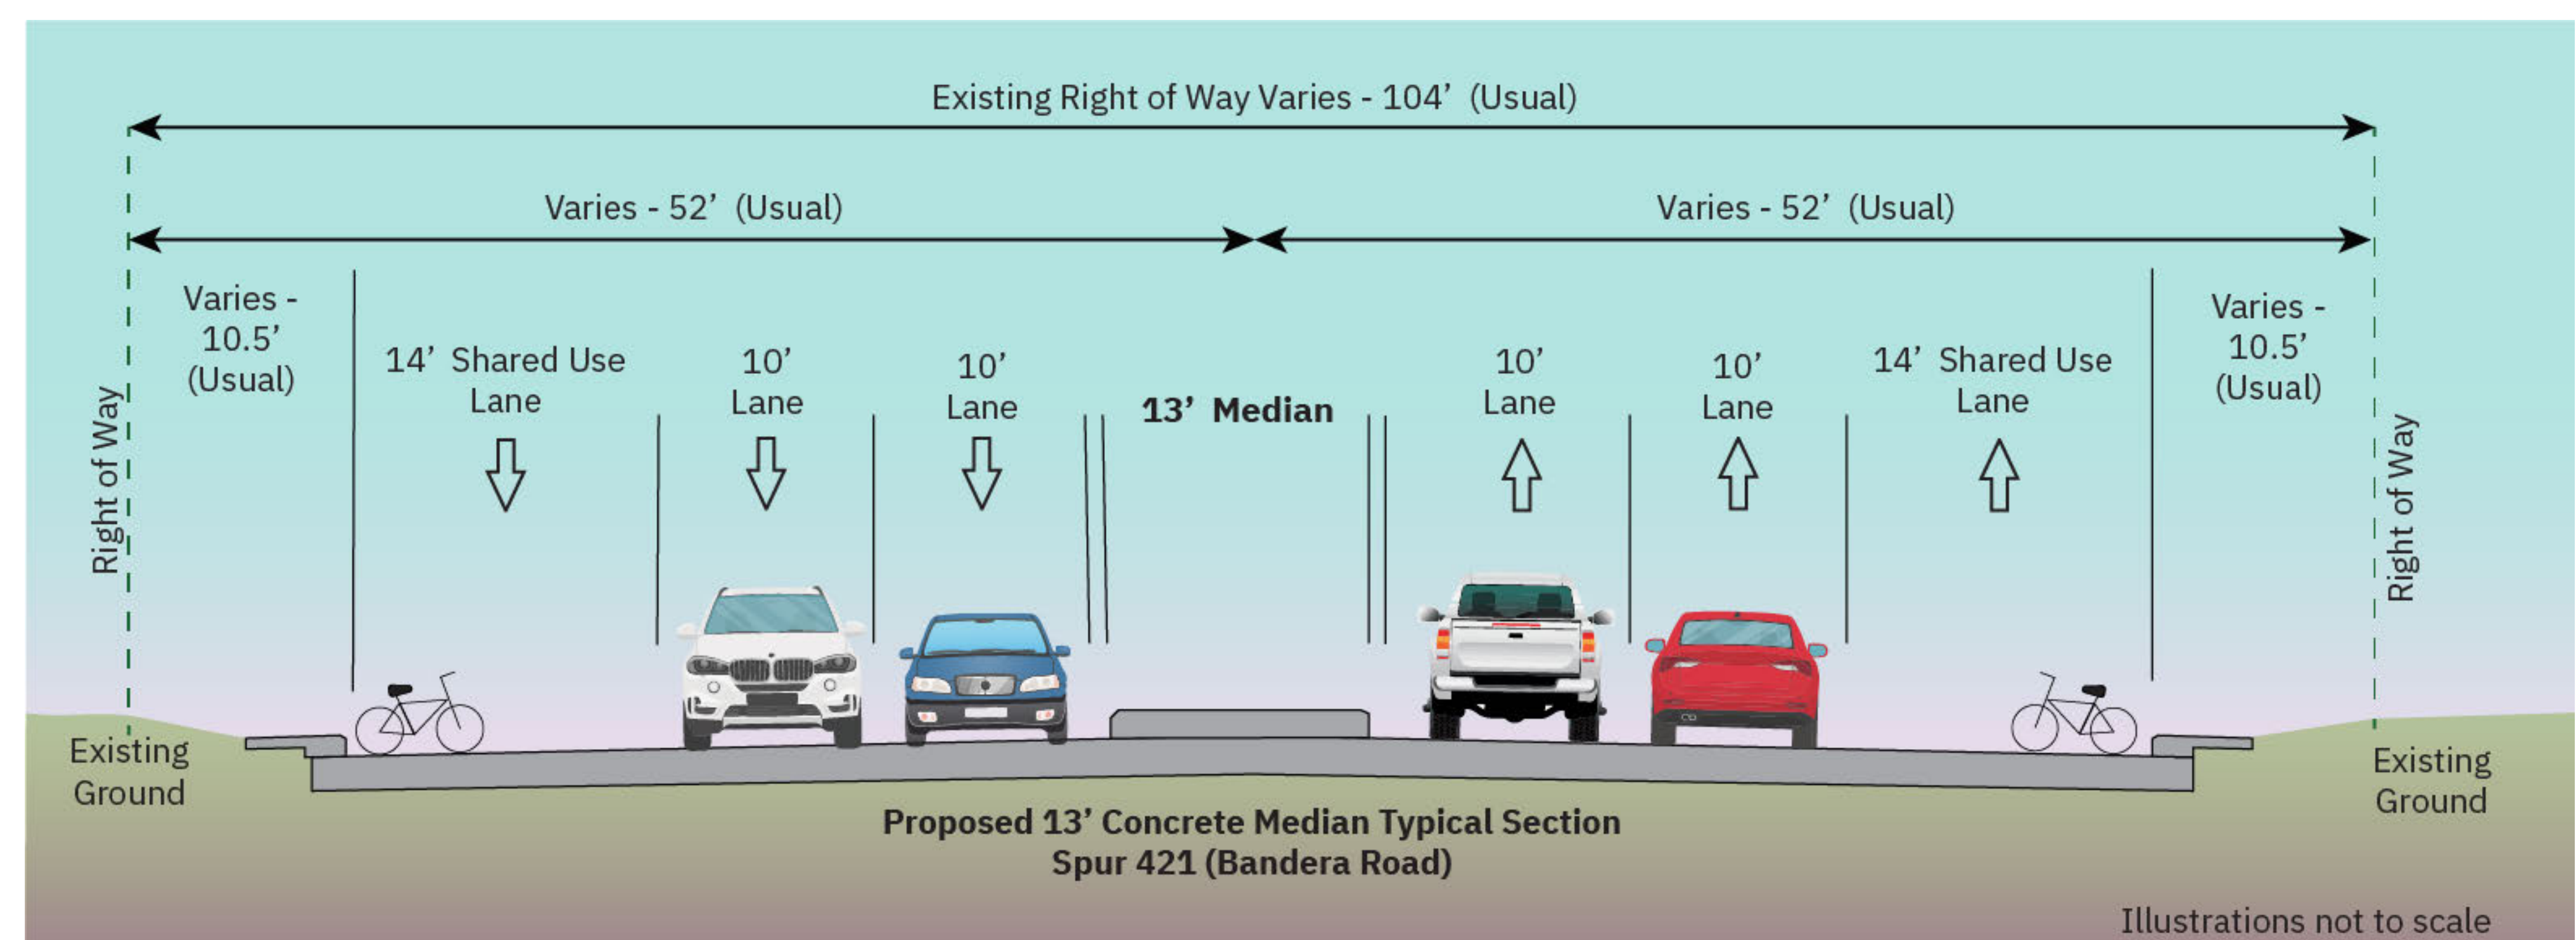 Existing Right of Way Varies - 104’ (Usual)
Varies - 52’ (Usual)
Varies - 52’ (Usual)
Right of Way
Varies -
10.5’
(Usual)
14’ Shared Use
Lane
10’
Lane
10’
Lane
13’ Median
10’
Lane
10’
Lane
14’ Shared Use
Lane
Varies -
10.5’
(Usual)
Right of Way
Existing
Ground
Existing
Ground
Proposed 13’ Concrete Median Typical Section
Spur 421 (Bandera Road)
Illustrations not to scale